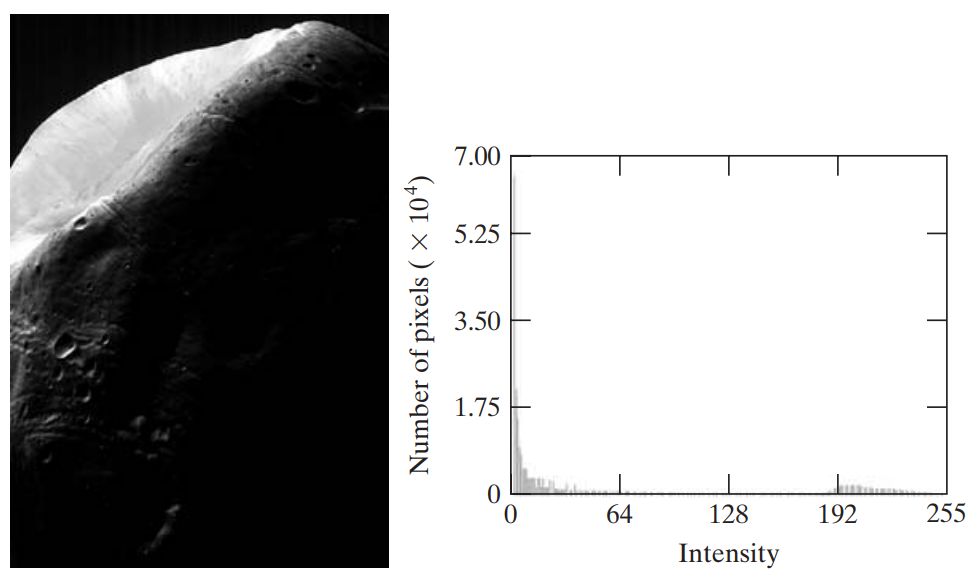 7.00
5.25
3.50
1.75
0
Number of pixels ( × 10⁴)
0 64 128 192 255
Intensity